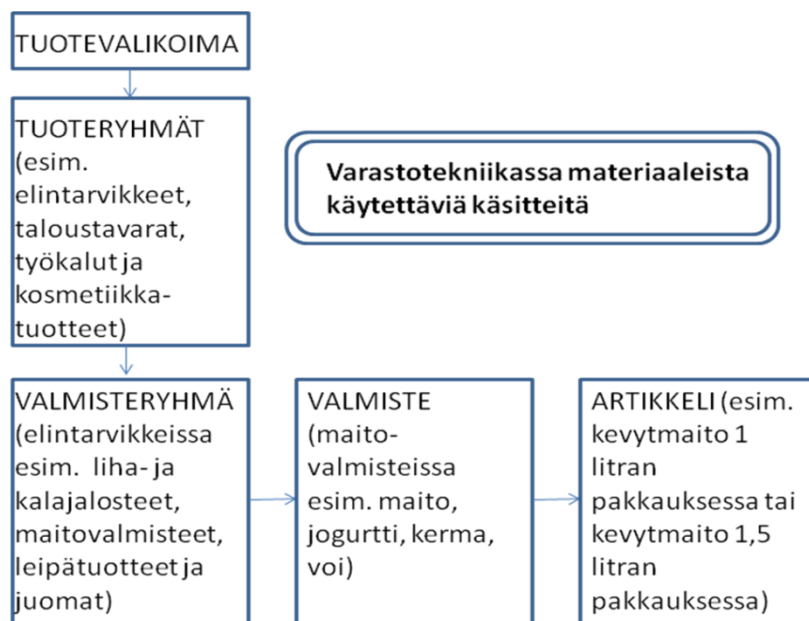 TUOTEVALIKOIMA
TUOTERYHMÄT
(esim.
elintarvikkeet,
taloustavarat,
työkalut ja
kosmetiikka-
tuotteet)
Varastotekniikassa materiaaleista
käytettäviä käsitteitä
VALMISTERYHMÄ
(elintarvikkeissa
esim. liha- ja
kalajalosteet,
maitovalmisteet,
leipätuotteet ja
juomat)
VALMISTE
(maito-
valmisteissa
esim. maito,
jogurtti, kerma,
voi)
ARTIKKELI (esim.
kevytmaito 1
litran
pakkauksessa tai
kevytmaito 1,5
litran
pakkauksessa)